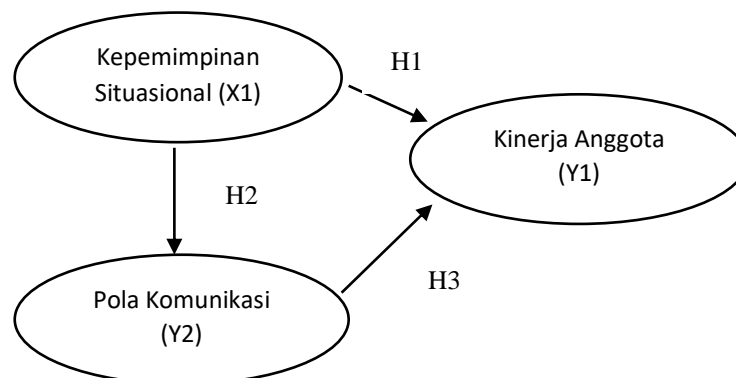 Kepemimpinan
Situasional (X1)
H1
Kinerja Anggota
(Y1)
H2
Pola Komunikasi
(Y2)
H3